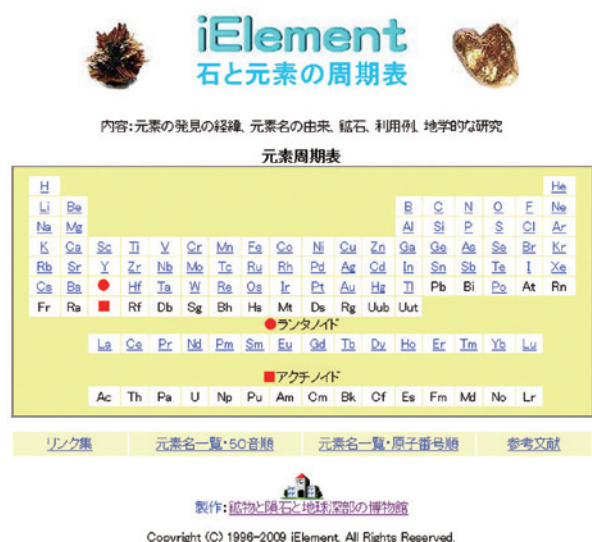 iElement
石と元素の周期表
内容:元素の発見の経緯、元素名の由来、鉱石、利用例、地学的な研究
元素周期表
H He
Li Be B C N O F Ne
Na Mg Al Si P S Cl Ar
K Ca Sc Ti V Cr Mn Fe Co Ni Cu Zn Ga Ge As Se Br Kr
Rb Sr Y Zr Nb Mo Tc Ru Rh Pd Ag Cd In Sn Sb Te I Xe
Cs Ba Hf Ta W Re Os Ir Pt Au Hg Tl Pb Bi Po At Rn
Fr Ra Rf Db Sg Bh Hs Mt Ds Rg Uub Uut
ランタノイド
La Ce Pr Nd Pm Sm Eu Gd Tb Dy Ho Er Tm Yb Lu
アクチノイド
Ac Th Pa U Np Pu Am Cm Bk Cf Es Fm Md No Lr
リンク集 元素名一覧・50音順 元素名一覧・原子番号順 参考文献
製作:鉱物と隕石と地球深部の博物館
Copyright (C) 1996-2009 iElement. All Rights Reserved.